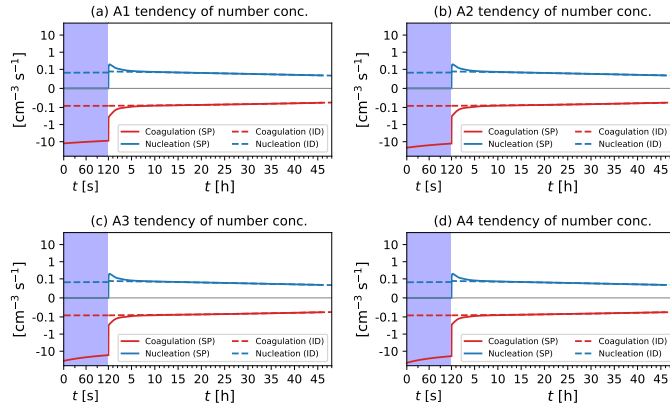 (a) A1 tendency of number conc.
[cm⁻³ s⁻¹]
10
1
0.1
0
-0.1
-1
-10
Coagulation (SP) Coagulation (ID)
Nucleation (SP) Nucleation (ID)
0 60 120 5 10 15 20 25 30 35 40 45
t [s] t [h]
(b) A2 tendency of number conc.
[cm⁻³ s⁻¹]
10
1
0.1
0
-0.1
-1
-10
Coagulation (SP) Coagulation (ID)
Nucleation (SP) Nucleation (ID)
0 60 120 5 10 15 20 25 30 35 40 45
t [s] t [h]
(c) A3 tendency of number conc.
[cm⁻³ s⁻¹]
10
1
0.1
0
-0.1
-1
-10
Coagulation (SP) Coagulation (ID)
Nucleation (SP) Nucleation (ID)
0 60 120 5 10 15 20 25 30 35 40 45
t [s] t [h]
(d) A4 tendency of number conc.
[cm⁻³ s⁻¹]
10
1
0.1
0
-0.1
-1
-10
Coagulation (SP) Coagulation (ID)
Nucleation (SP) Nucleation (ID)
0 60 120 5 10 15 20 25 30 35 40 45
t [s] t [h]